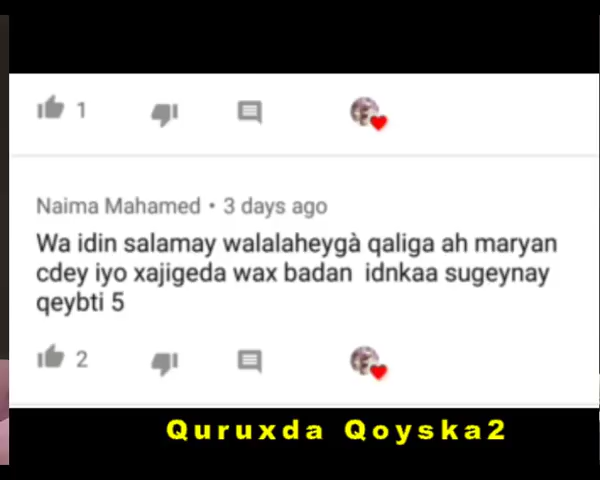 1
Naima Mahamed • 3 days ago
Wa idin salamay walalaheygà qaliga ah maryan
cdey iyo xajigeda wax badan idnkaa sugeynay
qeybti 5
2
Quruxda Qoyska2